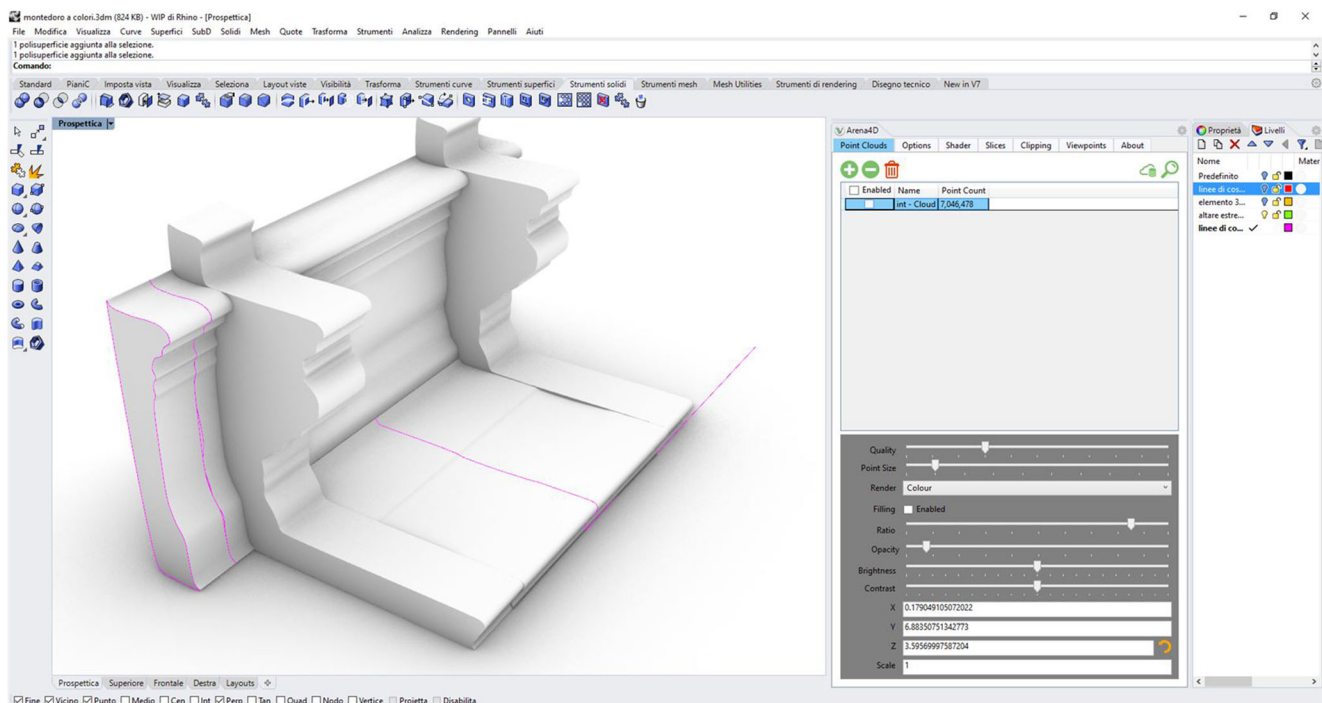 montedoro a colori.3dm (824 KB) - WIP di Rhino - [Prospettica]
File Modifica Visualizza Curve Superfici SubD Solidi Mesh Quote Trasforma Strumenti Analizza Rendering Pannelli Aiuti
1 polisuperficie aggiunta alla selezione.
1 polisuperficie aggiunta alla selezione.
Comando:
Standard PianiC Imposta vista Visualizza Seleziona Layout viste Visibilità Trasforma Strumenti curve Strumenti superfici Strumenti solidi Strumenti mesh Mesh Utilities Strumenti di rendering Disegno tecnico New in V7
Prospettica
Arena4D
Point Clouds Options Shader Slices Clipping Viewpoints About
Enabled Name Point Count
int - Cloud 7,046,478
Quality
Point Size
Render Colour
Filling Enabled
Ratio
Opacity
Brightness
Contrast
X 0.179049105072022
Y 6.88350751342773
Z 3.59569997587204
Scale 1
Proprietà Livelli
Nome Mater
Predefinito
linee di cos...
elemento 3...
altare estre...
linee di co...
Prospettica Superiore Frontale Destra Layouts
Fine Vicino Punto Medio Cen Int Perp Tan Quad Nodo Vertice Proietta Disabilita